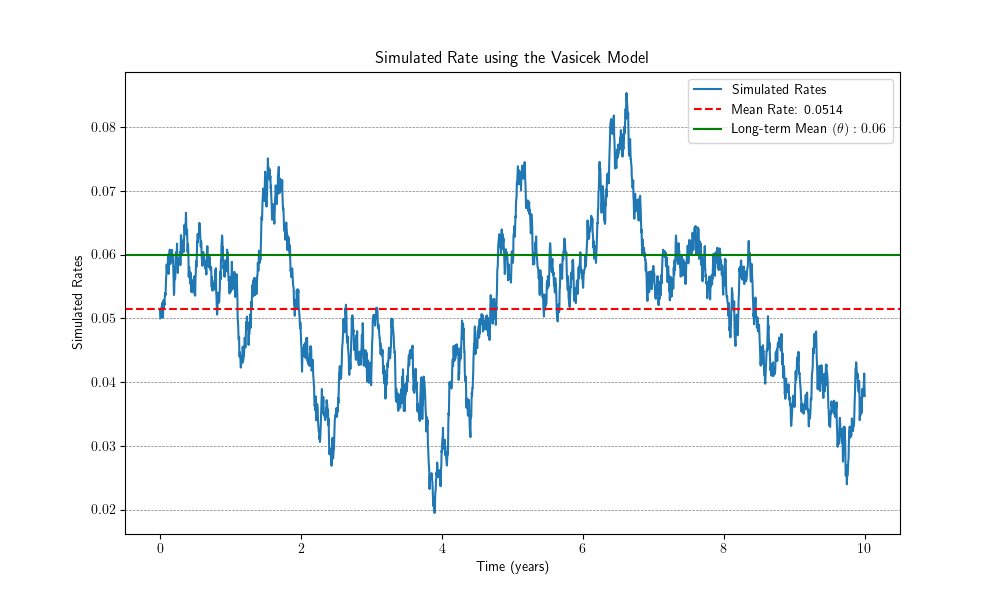 Simulated Rate using the Vasicek Model
Simulated Rates
Mean Rate: 0.0514
Long-term Mean (θ) : 0.06
0.08
0.07
0.06
0.05
0.04
0.03
0.02
Simulated Rates
0 2 4 6 8 10
Time (years)